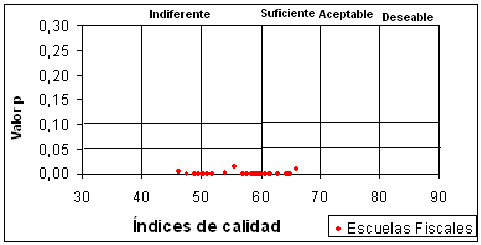 Indiferente Suficiente Aceptable Deseable
0,30
0,25
0,20
0,15
0,10
0,05
0,00
Valor p
30 40 50 60 70 80 90
Índices de calidad
Escuelas Fiscales